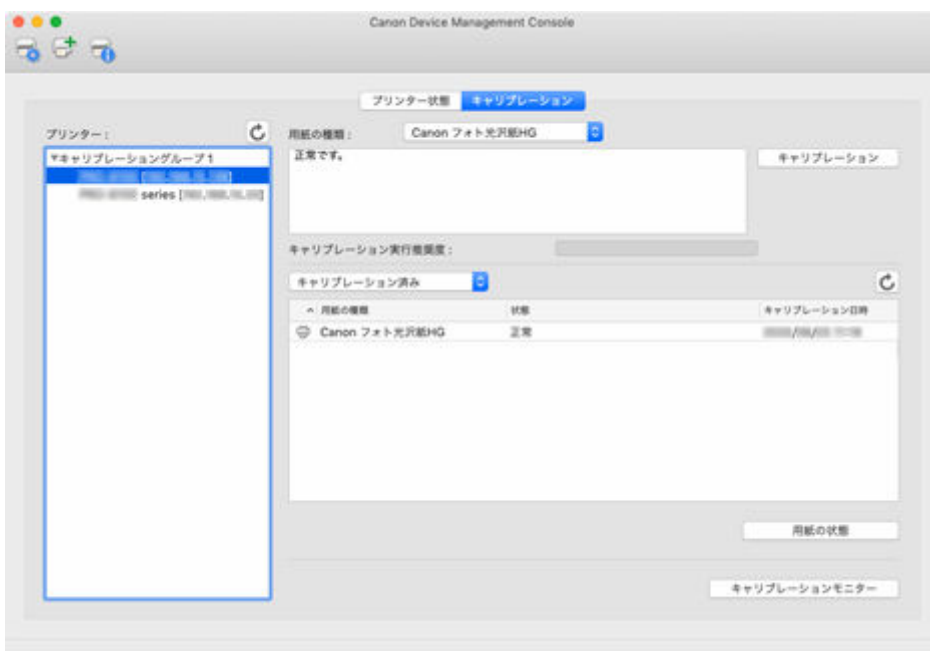 Canon Device Management Console
プリンター状態 キャリブレーション
プリンター：
用紙の種類： Canon フォト光沢紙HG
▼キャリブレーショングループ1
正常です。
キャリブレーション
series [
キャリブレーション実行推奨度：
キャリブレーション済み
用紙の種類 状態 キャリブレーション日時
Canon フォト光沢紙HG 正常
用紙の状態
キャリブレーションモニター